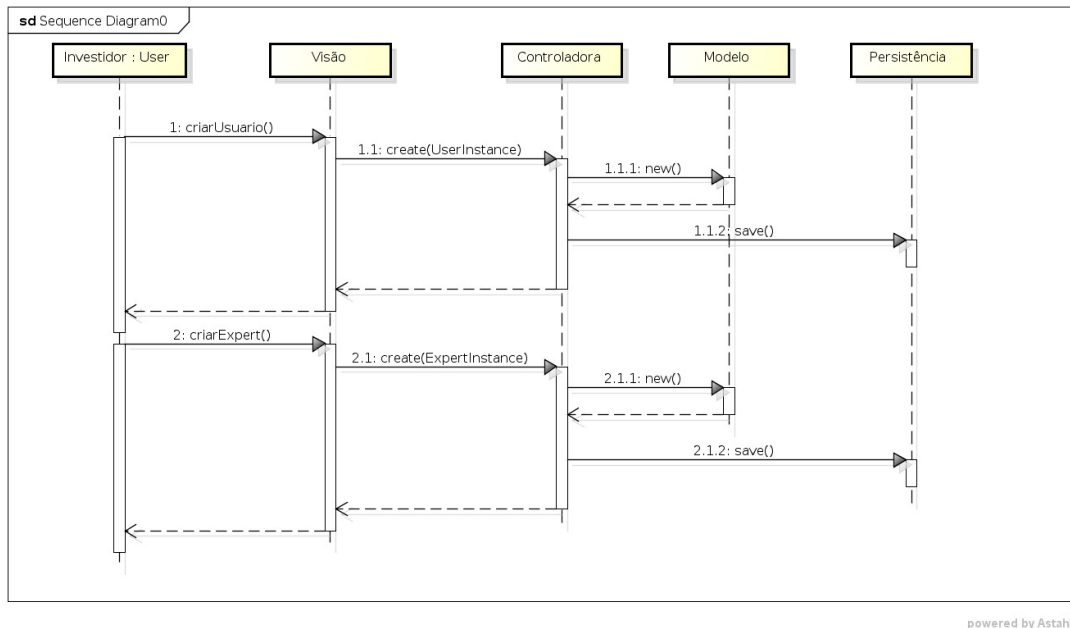 sd Sequence Diagram0
Investidor : User
Visão
Controladora
Modelo
Persistência
1: criarUsuario()
1.1: create(UserInstance)
1.1.1: new()
1.1.2: save()
2: criarExpert()
2.1: create(ExpertInstance)
2.1.1: new()
2.1.2: save()
powered by Astah